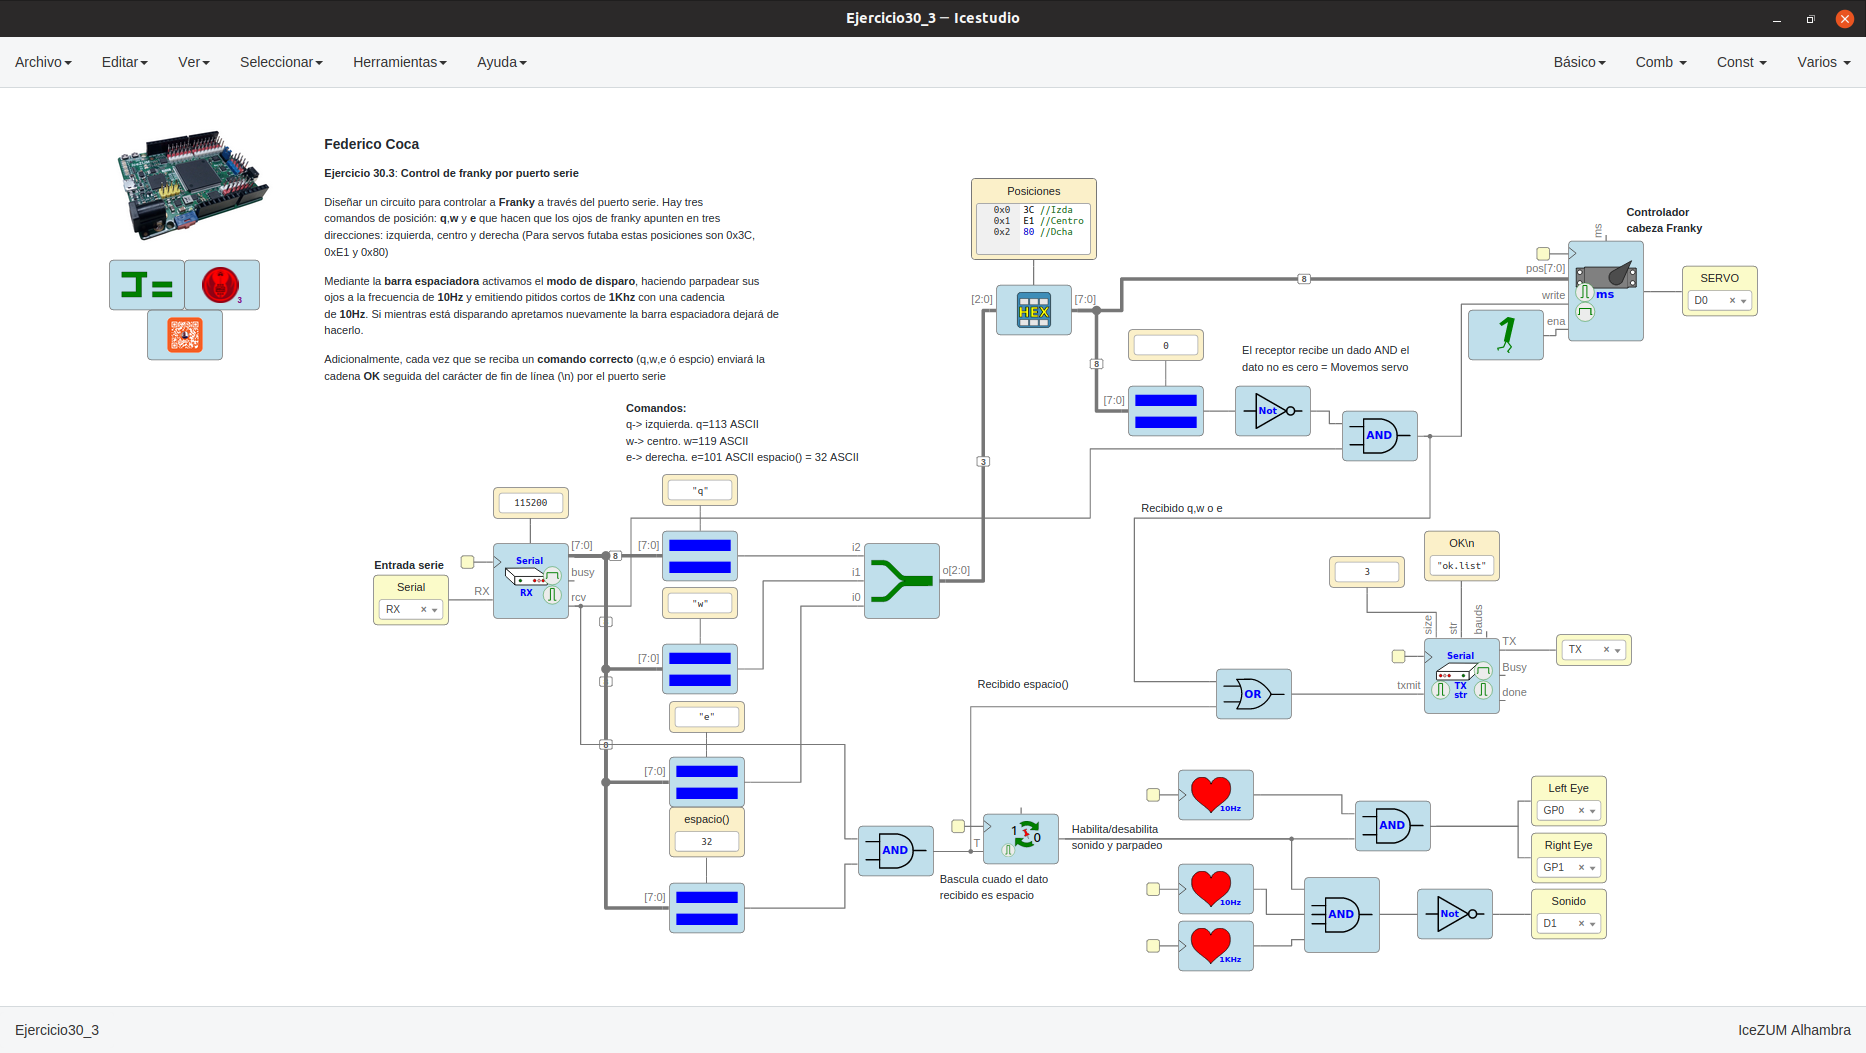 Ejercicio30_3 — Icestudio
Archivo Editar Ver Seleccionar Herramientas Ayuda Básico Comb Const Varios
Federico Coca
Ejercicio 30.3: Control de franky por puerto serie
Diseñar un circuito para controlar a Franky a través del puerto serie. Hay tres
comandos de posición: q,w y e que hacen que los ojos de franky apunten en tres
direcciones: izquierda, centro y derecha (Para servos futaba estas posiciones son 0x3C,
0xE1 y 0x80)
Mediante la barra espaciadora activamos el modo de disparo, haciendo parpadear sus
ojos a la frecuencia de 10Hz y emitiendo pitidos cortos de 1Khz con una cadencia
de 10Hz. Si mientras está disparando apretamos nuevamente la barra espaciadora dejará de
hacerlo.
Adicionalmente, cada vez que se reciba un comando correcto (q,w,e ó espcio) enviará la
cadena OK seguida del carácter de fin de línea (\n) por el puerto serie
3
Comandos:
q-> izquierda. q=113 ASCII
w-> centro. w=119 ASCII
e-> derecha. e=101 ASCII espacio() = 32 ASCII
Posiciones
0x0 3C //Izda
0x1 E1 //Centro
0x2 80 //Dcha
[2:0] HEX [7:0]
8
8
3
0
[7:0]
El receptor recibe un dado AND el
dato no es cero = Movemos servo
Not
AND
Controlador
cabeza Franky
ms
pos[7:0]
write
ena
ms
1
SERVO
D0
Entrada serie
Serial
RX
115200
RX
Serial
RX
[7:0]
busy
rcv
8
"q"
[7:0]
"w"
[7:0]
"e"
[7:0]
8
espacio()
32
[7:0]
i2
i1
i0
o[2:0]
Recibido q,w o e
Recibido espacio()
OR
3
OK\n
"ok.list"
size
str
bauds
txmit
Serial
TX
str
TX
Busy
done
TX
AND
T
1 0
Bascula cuado el dato
recibido es espacio
Habilita/desabilita
sonido y parpadeo
10Hz
AND
Left Eye
GP0
Right Eye
GP1
10Hz
1KHz
AND
Not
Sonido
D1
Ejercicio30_3
IceZUM Alhambra